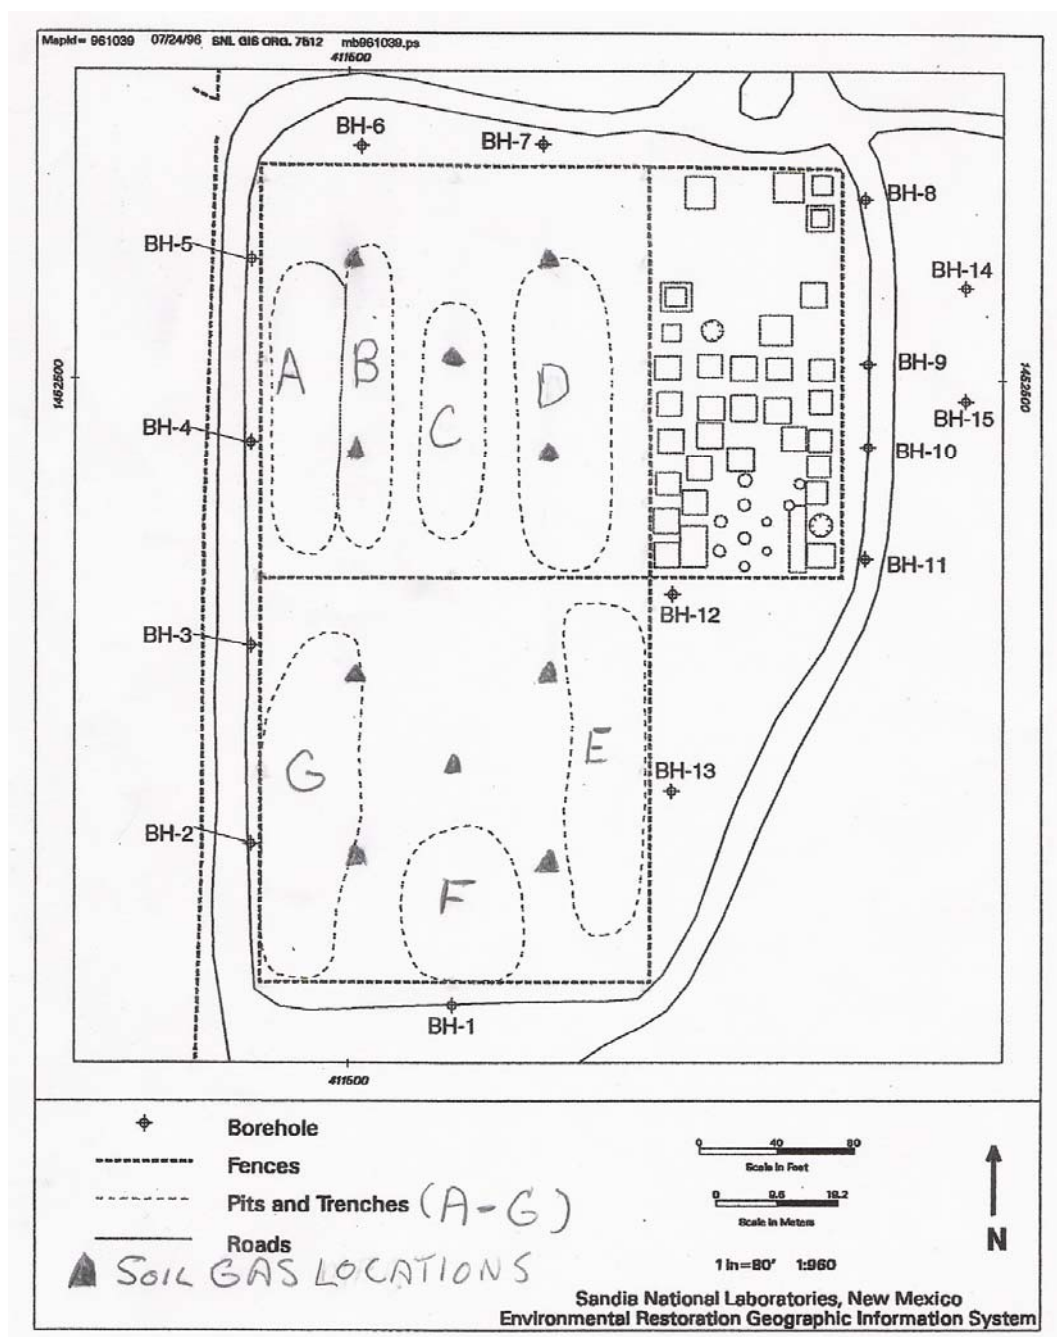 MapId= 961039 07/24/96 SNL GIS ORG. 7512 mb961039.ps
411500
BH-6
BH-7
BH-8
BH-5
BH-14
A
B
C
D
BH-9
1452500
1452500
BH-15
BH-4
BH-10
BH-11
BH-12
BH-3
E
G
BH-13
BH-2
F
BH-1
411500
Borehole
Fences
Pits and Trenches (A-G)
Roads
SOIL GAS LOCATIONS
0 40 80
Scale in Feet
0 9.6 19.2
Scale in Meters
1 in=80' 1:960
N
Sandia National Laboratories, New Mexico
Environmental Restoration Geographic Information System